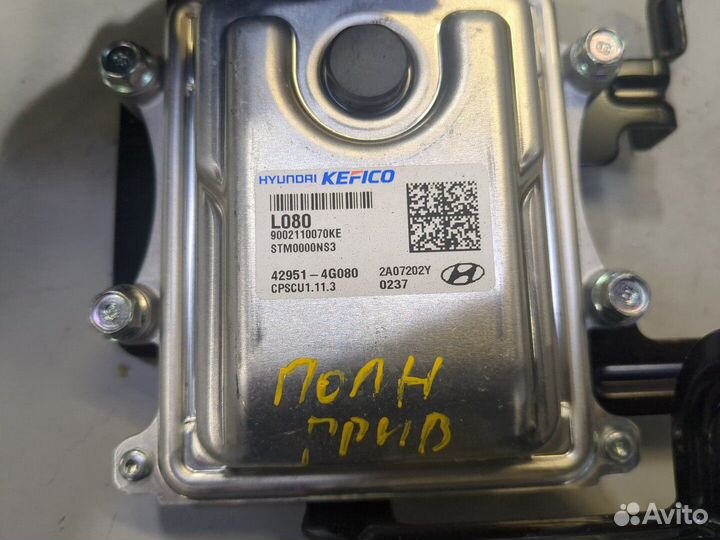 HYUNDAI KEFICO
L080
9002110070KE
STM0000NS3
42951-4G080 2A07202Y
CPSCU1.11.3 0237
ПОЛН
ПРИВ
Avito